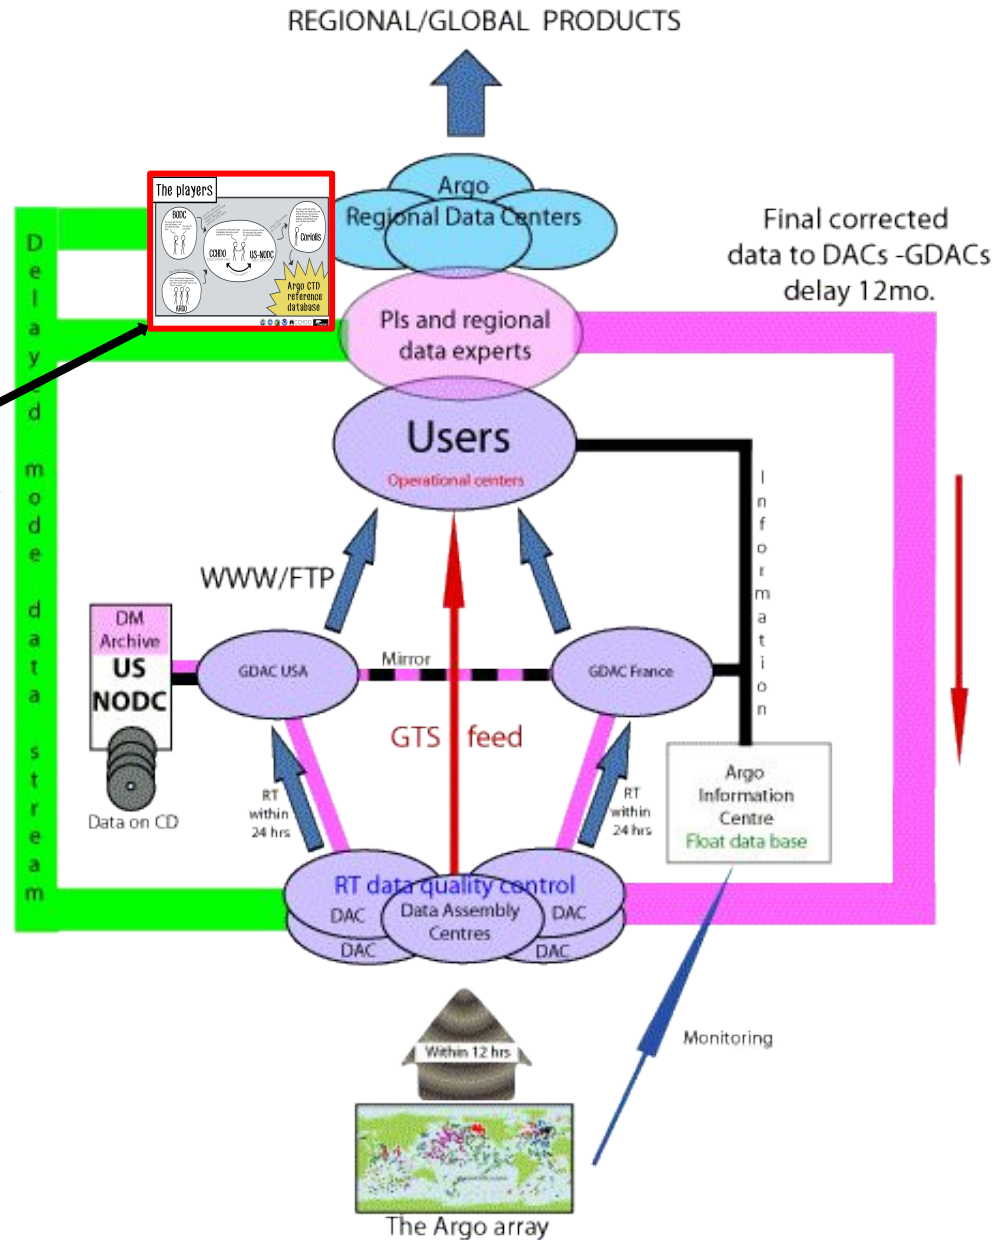 REGIONAL/GLOBAL PRODUCTS
Argo
Regional Data Centers
The players
BODC
CCHDO
US-NODC
Coriolis
ARGO
Argo CTD
reference
database
Final corrected
data to DACs -GDACs
delay 12mo.
PIs and regional
data experts
Delayed mode data stream
Users
Operational centers
Information
WWW/FTP
DM
Archive
US
NODC
Data on CD
GDAC USA
Mirror
GDAC France
GTS feed
RT
within
24 hrs
RT
within
24 hrs
Argo
Information
Centre
Float data base
RT data quality control
DAC
Data Assembly
Centres
DAC
DAC
DAC
Within 12 hrs
Monitoring
The Argo array